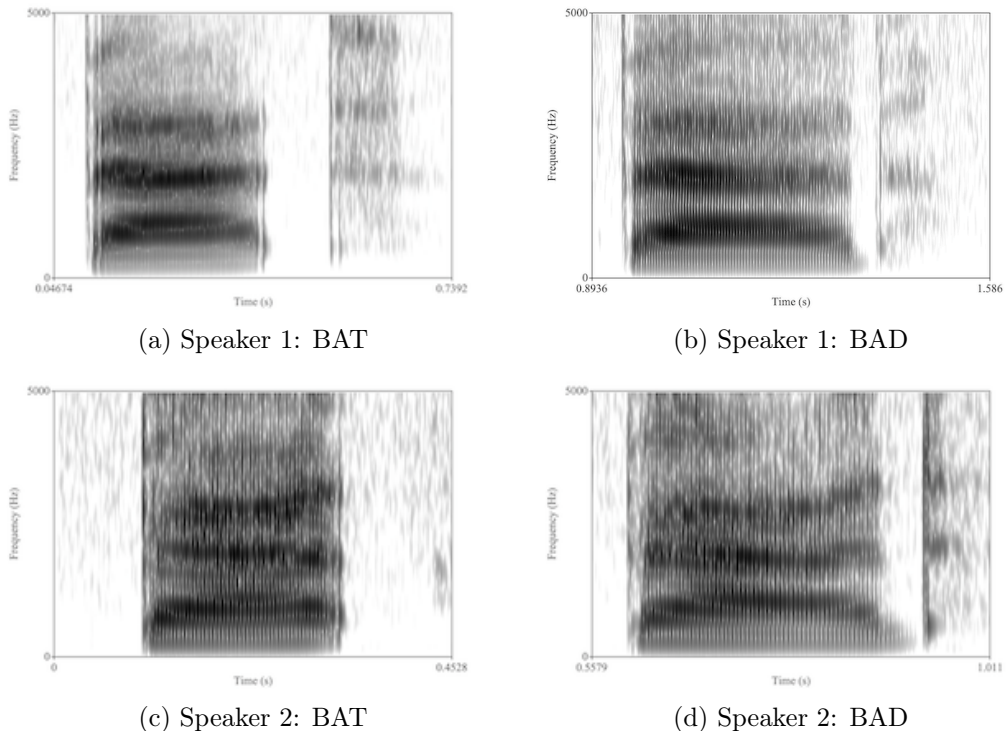 5000
Frequency (Hz)
0
0.04674
0.7392
Time (s)
(a) Speaker 1: BAT
5000
Frequency (Hz)
0
0.8936
1.586
Time (s)
(b) Speaker 1: BAD
5000
Frequency (Hz)
0
0
0.4528
Time (s)
(c) Speaker 2: BAT
5000
Frequency (Hz)
0
0.5579
1.011
Time (s)
(d) Speaker 2: BAD